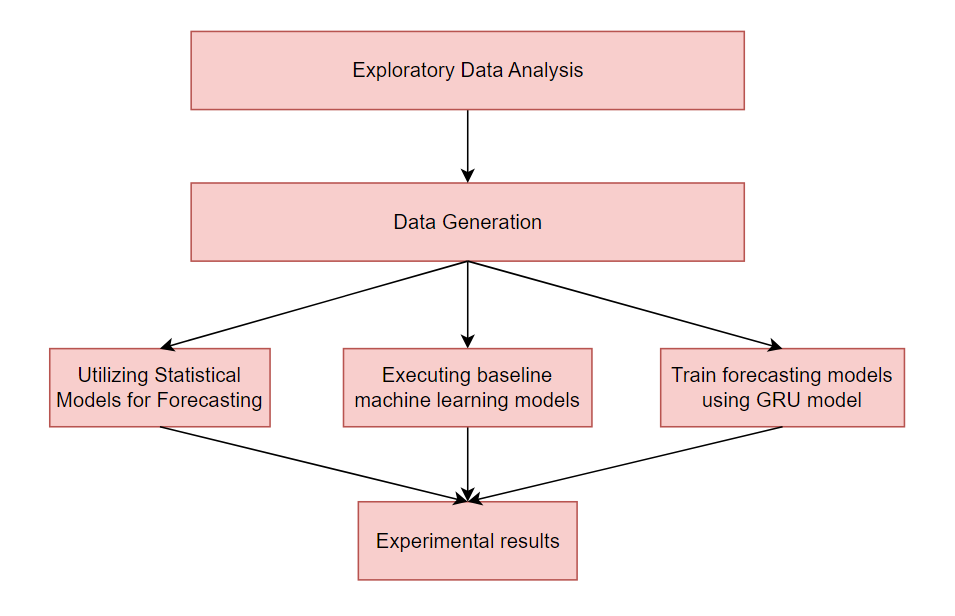 Exploratory Data Analysis
Data Generation
Utilizing Statistical
Models for Forecasting
Executing baseline
machine learning models
Train forecasting models
using GRU model
Experimental results